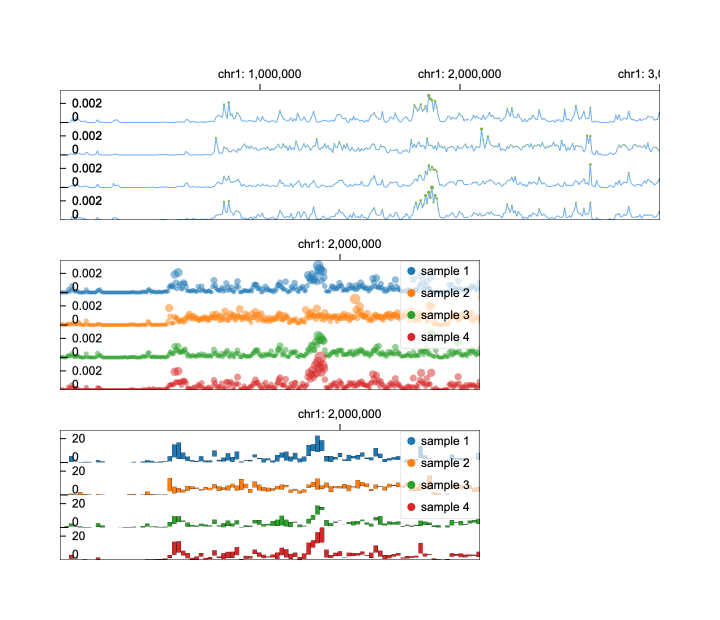 chr1: 1,000,000 chr1: 2,000,000 chr1: 3,0
0.002
0
0.002
0
0.002
0
0.002
0
chr1: 2,000,000
0.002 sample 1
0
0.002 sample 2
0
0.002 sample 3
0
0.002 sample 4
0
chr1: 2,000,000
20 sample 1
0
20 sample 2
0
20 sample 3
0
20 sample 4
0